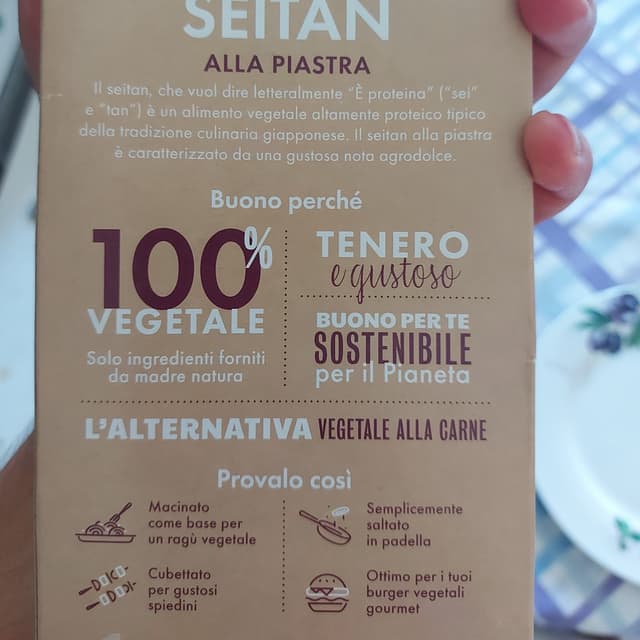 SEITAN
ALLA PIASTRA
Il seitan, che vuol dire letteralmente "È proteina" ("sei"
e "tan") è un alimento vegetale altamente proteico tipico
della tradizione culinaria giapponese. Il seitan alla piastra
è caratterizzato da una gustosa nota agrodolce.
Buono perché
100%
VEGETALE
Solo ingredienti forniti
da madre natura
TENERO
e gustoso
BUONO PER TE
SOSTENIBILE
per il Pianeta
L'ALTERNATIVA VEGETALE ALLA CARNE
Provalo così
Macinato
come base per
un ragù vegetale
Semplicemente
saltato
in padella
Cubettato
per gustosi
spiedini
Ottimo per i tuoi
burger vegetali
gourmet